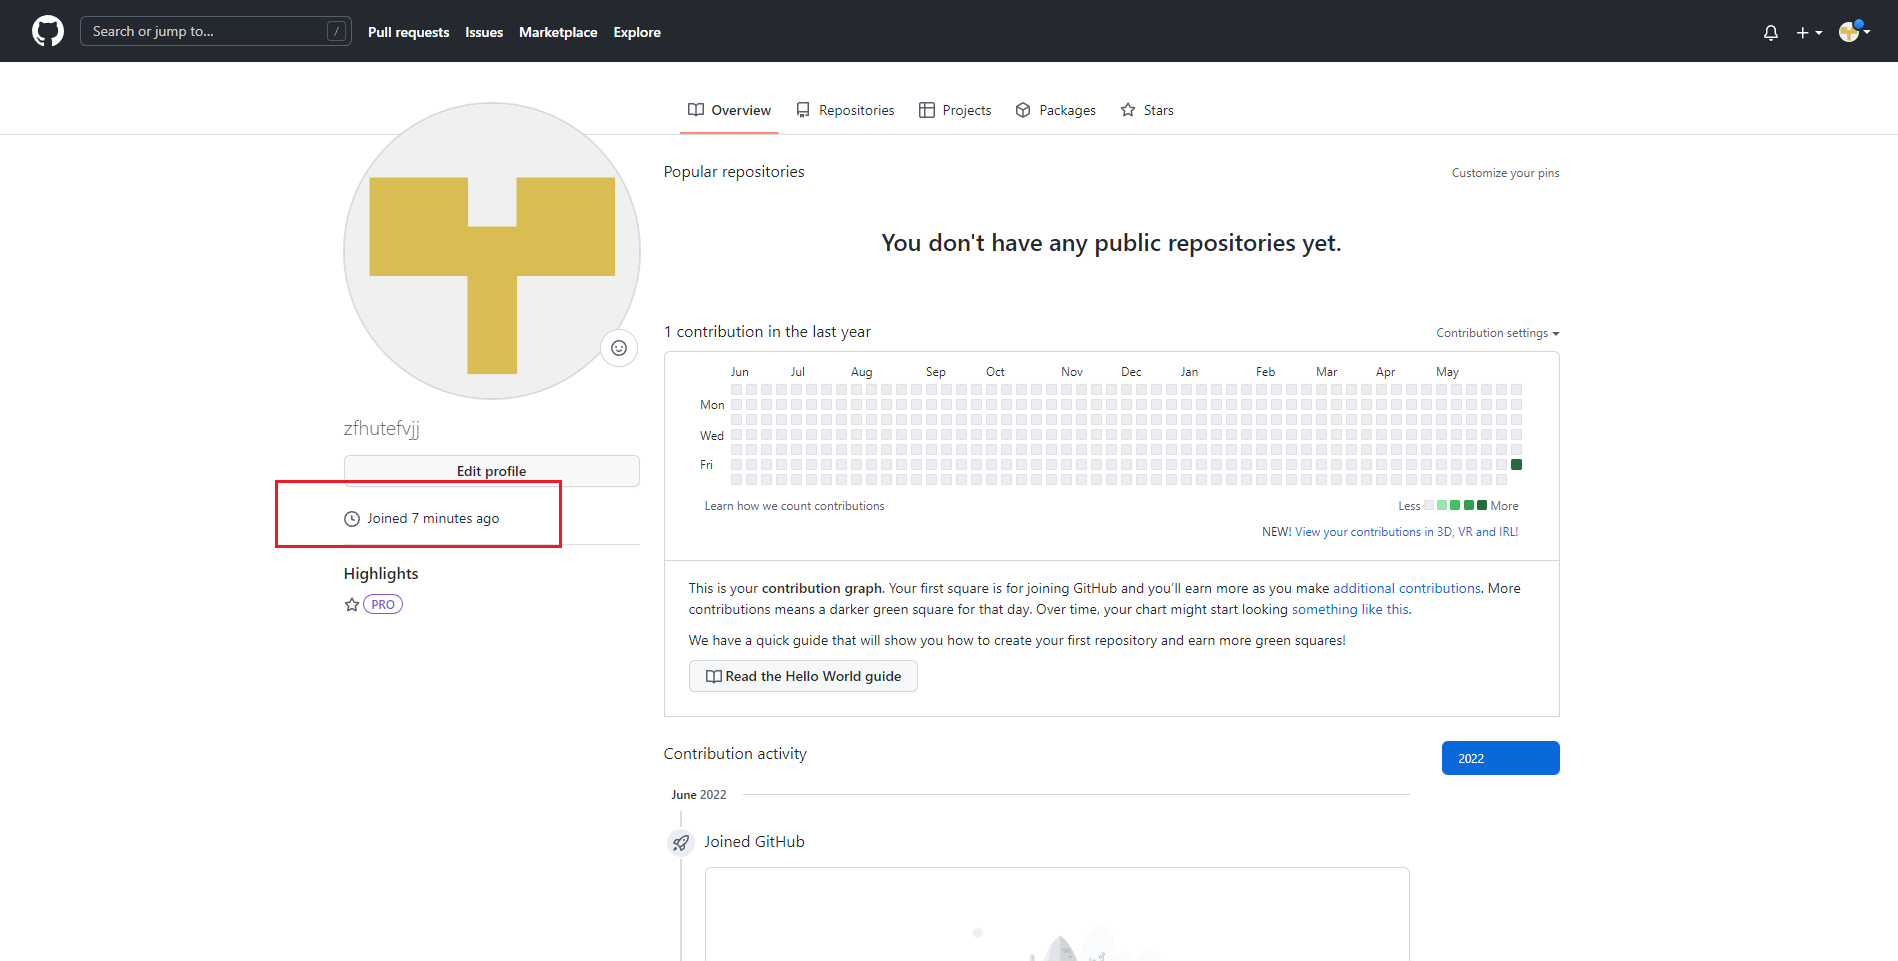 Search or jump to...
/
Pull requests
Issues
Marketplace
Explore
Overview
Repositories
Projects
Packages
Stars
zfhutefvjj
Edit profile
Joined 7 minutes ago
Highlights
PRO
Popular repositories
Customize your pins
You don't have any public repositories yet.
1 contribution in the last year
Contribution settings
Jun Jul Aug Sep Oct Nov Dec Jan Feb Mar Apr May
Mon
Wed
Fri
Learn how we count contributions
Less
More
NEW! View your contributions in 3D, VR and IRL!
This is your contribution graph. Your first square is for joining GitHub and you'll earn more as you make additional contributions. More
contributions means a darker green square for that day. Over time, your chart might start looking something like this.
We have a quick guide that will show you how to create your first repository and earn more green squares!
Read the Hello World guide
Contribution activity
2022
June 2022
Joined GitHub